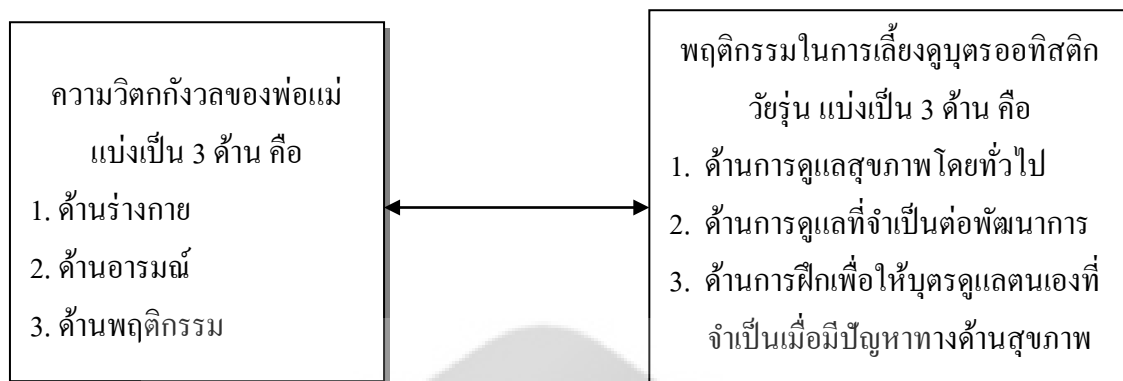 ความวิตกกังวลของพ่อแม่
แบ่งเป็น 3 ด้าน คือ
1. ด้านร่างกาย
2. ด้านอารมณ์
3. ด้านพฤติกรรม
พฤติกรรมในการเลี้ยงดูบุตรออทิสติก
วัยรุ่น แบ่งเป็น 3 ด้าน คือ
1. ด้านการดูแลสุขภาพโดยทั่วไป
2. ด้านการดูแลที่จำเป็นต่อพัฒนาการ
3. ด้านการฝึกเพื่อให้บุตรดูแลตนเองที่
จำเป็นเมื่อมีปัญหาทางด้านสุขภาพ